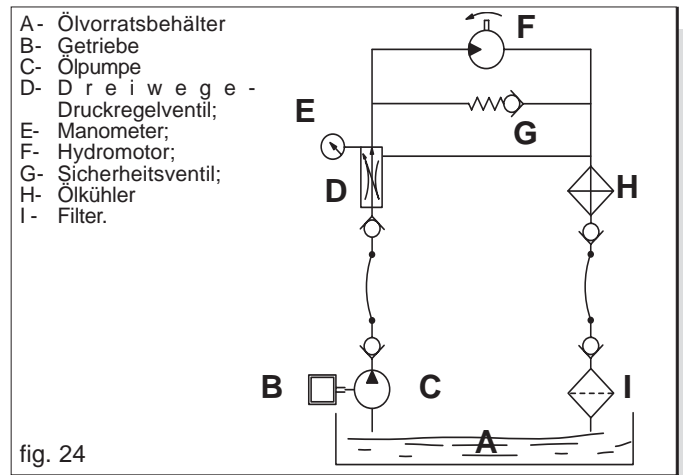 A - Ölvorratsbehälter
B- Getriebe
C- Ölpumpe
D- D r e i w e g e -
Druckregelventil;
E- Manometer;
F- Hydromotor;
G- Sicherheitsventil;
H- Ölkühler
I - Filter.
F
E
G
D
H
B
C
I
A
fig. 24